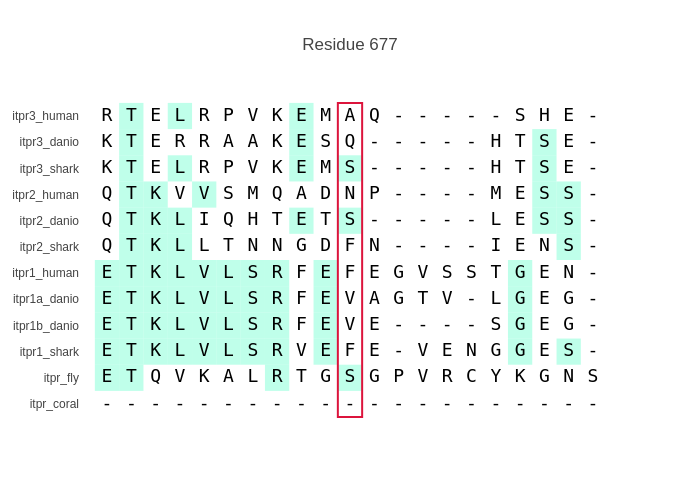 Residue 677
itpr3_human R T E L R P V K E M A Q - - - - - S H E -
itpr3_danio K T E R R A A K E S Q - - - - - H T S E -
itpr3_shark K T E L R P V K E M S - - - - - H T S E -
itpr2_human Q T K V V S M Q A D N P - - - - M E S S -
itpr2_danio Q T K L I Q H T E T S - - - - - L E S S -
itpr2_shark Q T K L L T N N G D F N - - - - I E N S -
itpr1_human E T K L V L S R F E F E G V S S T G E N -
itpr1a_danio E T K L V L S R F E V A G T V - L G E G -
itpr1b_danio E T K L V L S R F E V E - - - - S G E G -
itpr1_shark E T K L V L S R V E F E - V E N G G E S -
itpr_fly E T Q V K A L R T G S G P V R C Y K G N S
itpr_coral - - - - - - - - - - - - - - - - - - - - -